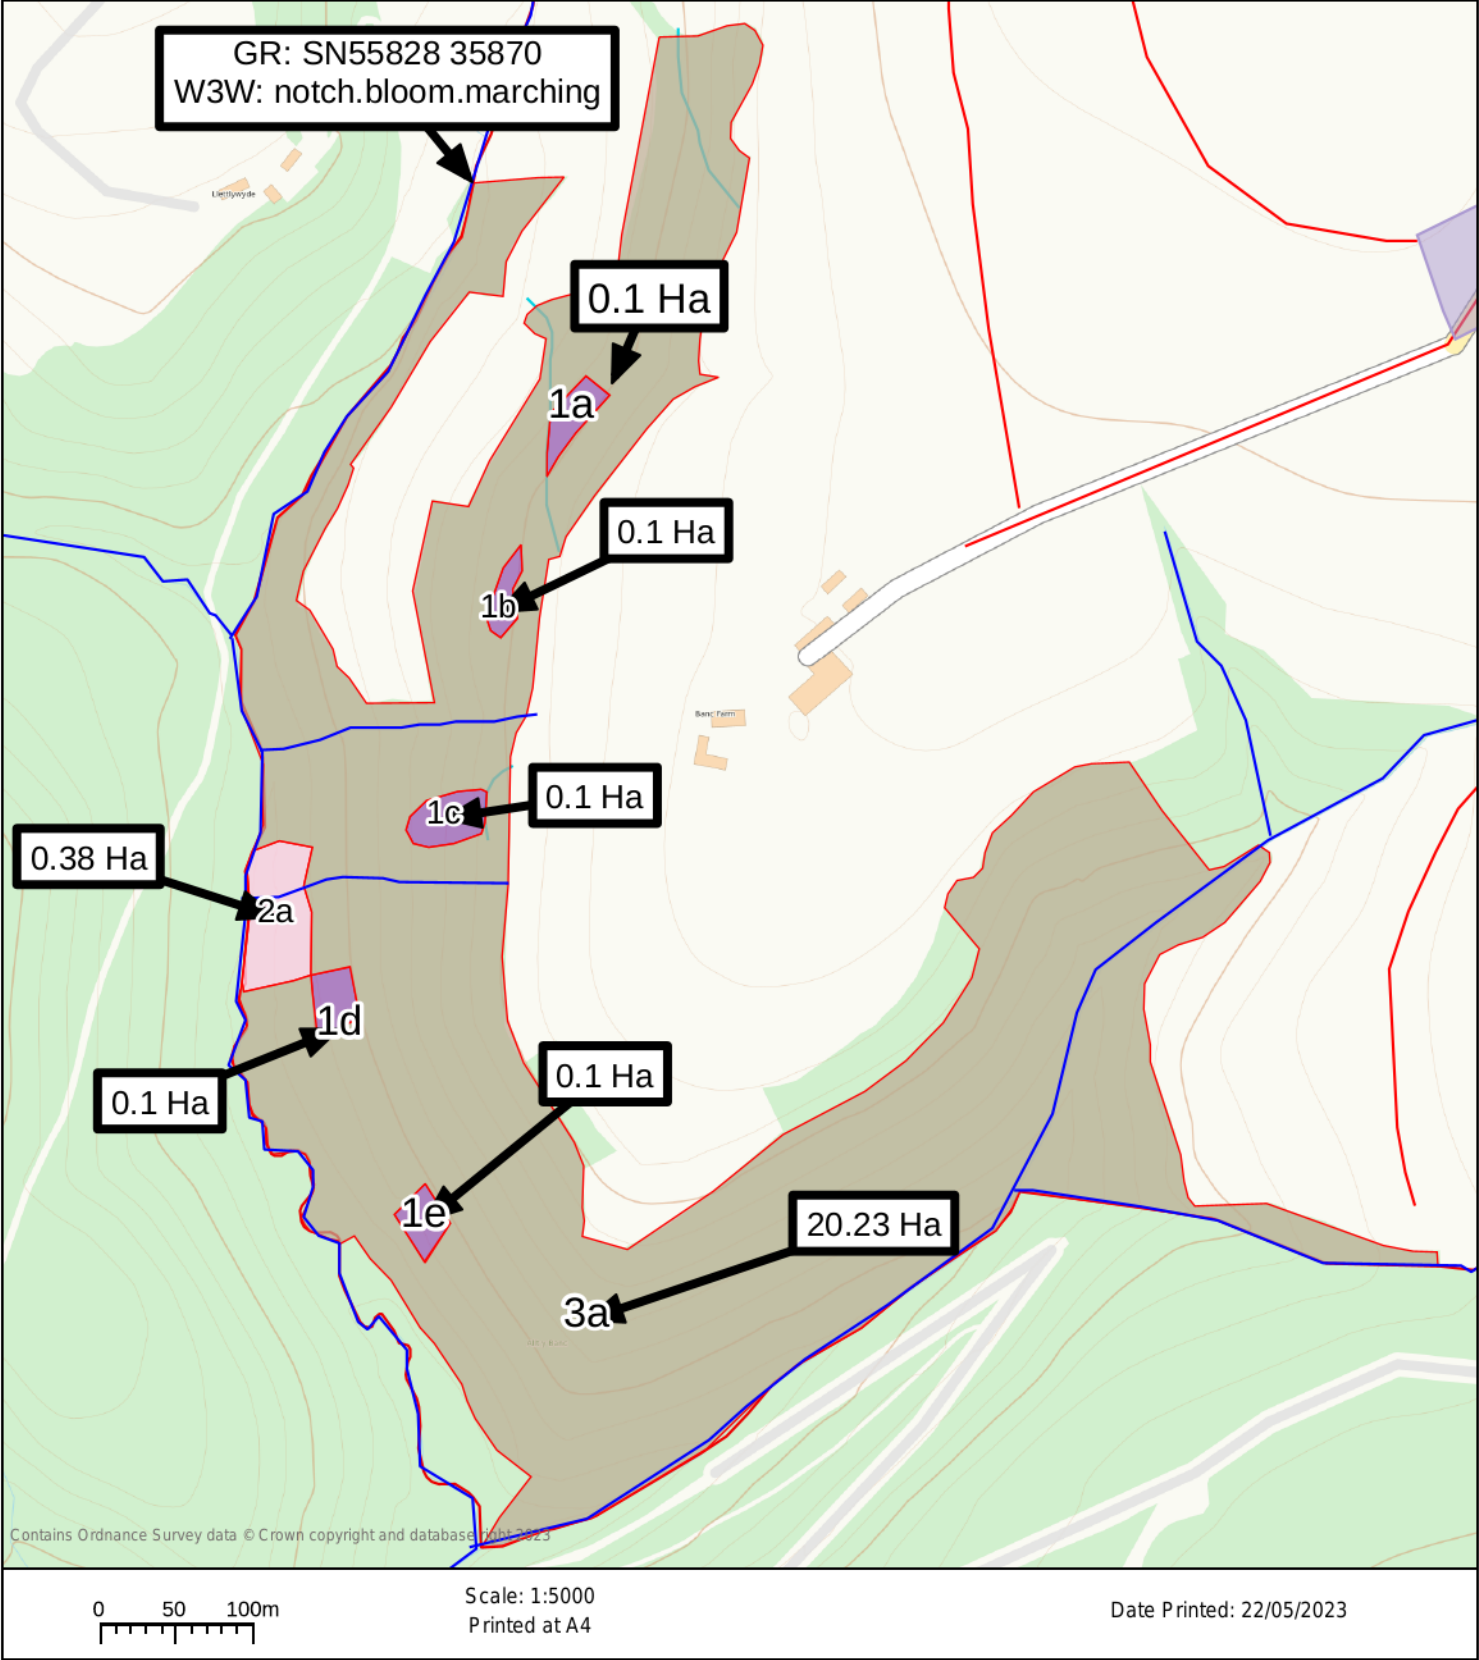 GR: SN55828 35870
W3W: notch.bloom.marching
0.1 Ha
1a
0.1 Ha
1b
Banc Farm
0.1 Ha
1c
0.38 Ha
2a
1d
0.1 Ha
0.1 Ha
1e
20.23 Ha
3a
Contains Ordnance Survey data © Crown copyright and database right 2023
0 50 100m
Scale: 1:5000
Printed at A4
Date Printed: 22/05/2023